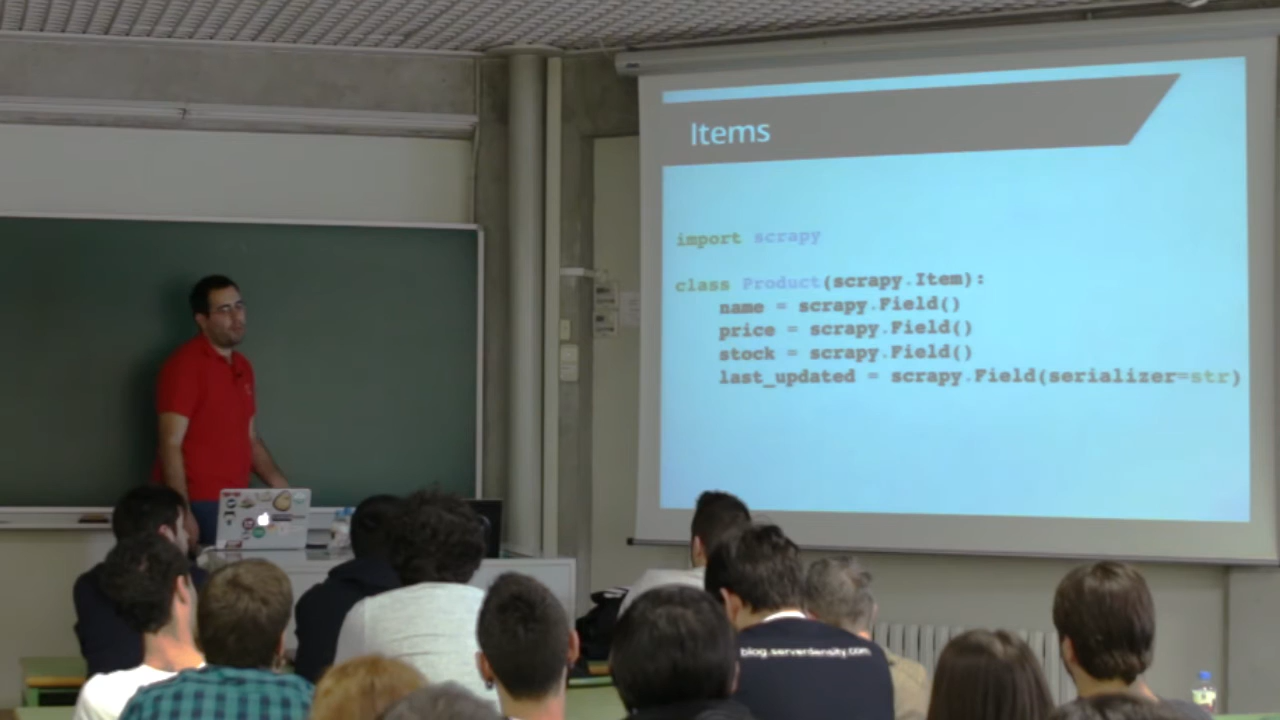 Items
import scrapy
class Product(scrapy.Item):
    name = scrapy.Field()
    price = scrapy.Field()
    stock = scrapy.Field()
    last_updated = scrapy.Field(serializer=str)
blog.serverdensity.com